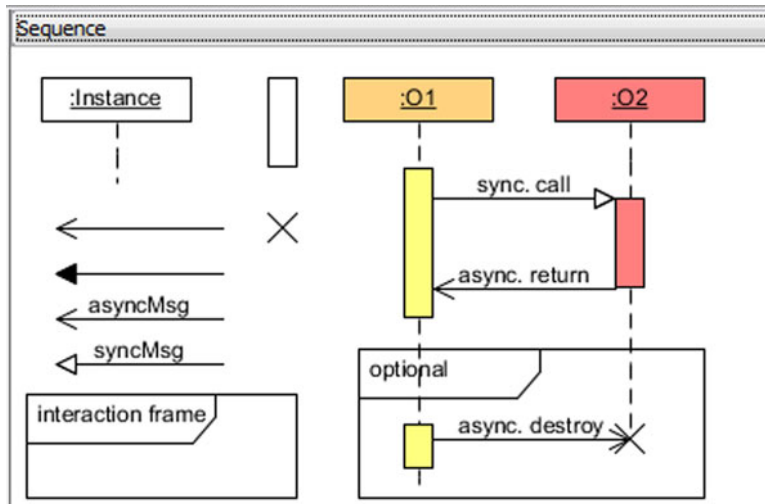 Sequence
:Instance
:O1
:O2
sync. call
async. return
asyncMsg
syncMsg
optional
interaction frame
async. destroy